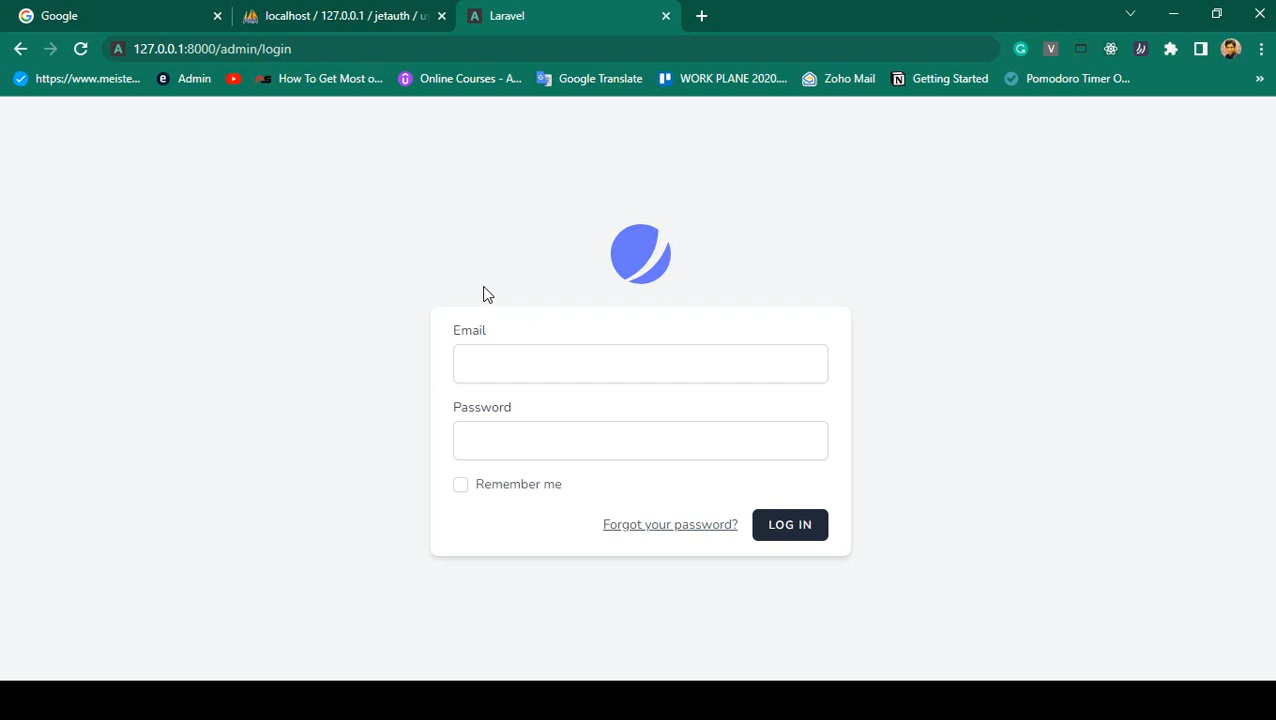 Google
localhost / 127.0.0.1 / jetauth / us
Laravel
127.0.0.1:8000/admin/login
https://www.meiste...
Admin
How To Get Most o...
Online Courses - A...
Google Translate
WORK PLANE 2020....
Zoho Mail
Getting Started
Pomodoro Timer O...
Email
Password
Remember me
Forgot your password?
LOG IN